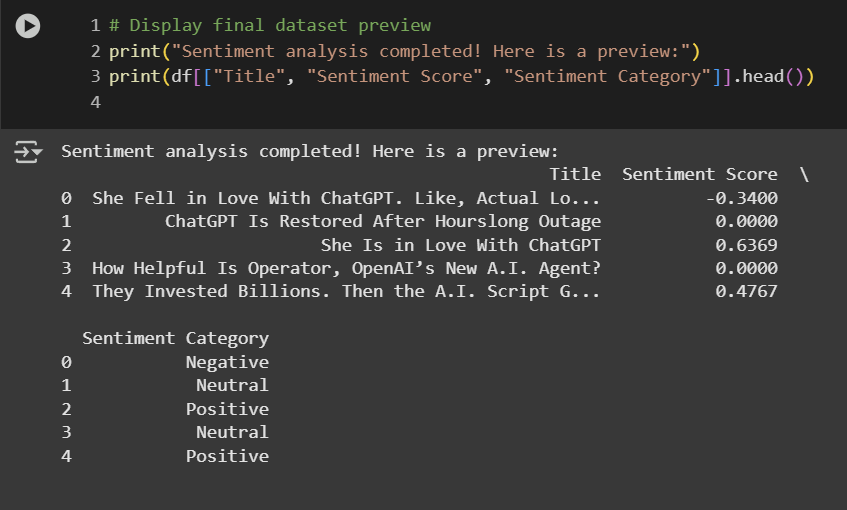 1 # Display final dataset preview
2 print("Sentiment analysis completed! Here is a preview:")
3 print(df[["Title", "Sentiment Score", "Sentiment Category"]].head())
4
Sentiment analysis completed! Here is a preview:
Title Sentiment Score \
0 She Fell in Love With ChatGPT. Like, Actual Lo... -0.3400
1 ChatGPT Is Restored After Hourslong Outage 0.0000
2 She Is in Love With ChatGPT 0.6369
3 How Helpful Is Operator, OpenAI’s New A.I. Agent? 0.0000
4 They Invested Billions. Then the A.I. Script G... 0.4767
Sentiment Category
0 Negative
1 Neutral
2 Positive
3 Neutral
4 Positive